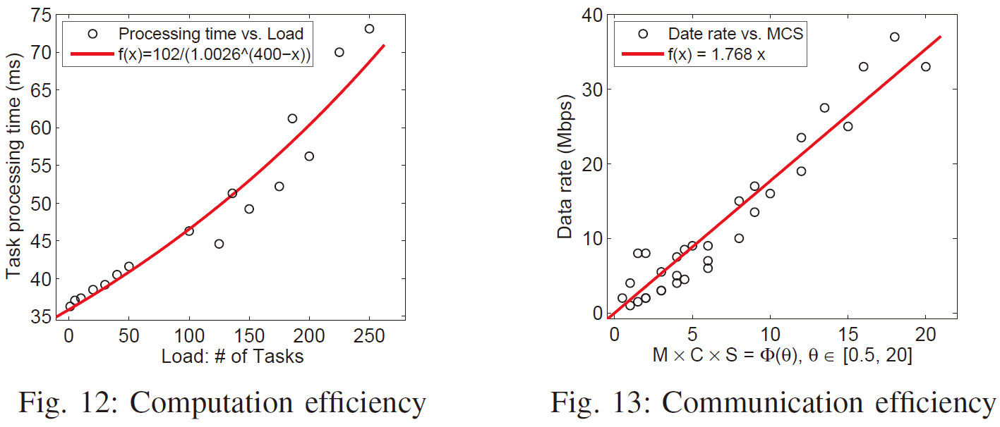 75
70
65
60
55
50
45
40
35
Task processing time (ms)
Processing time vs. Load
f(x)=102/(1.0026^(400−x))
0 50 100 150 200 250
Load: # of Tasks
Fig. 12: Computation efficiency
40
30
20
10
0
Data rate (Mbps)
Date rate vs. MCS
f(x) = 1.768 x
0 5 10 15 20
M × C × S = Φ(θ), θ ∈ [0.5, 20]
Fig. 13: Communication efficiency